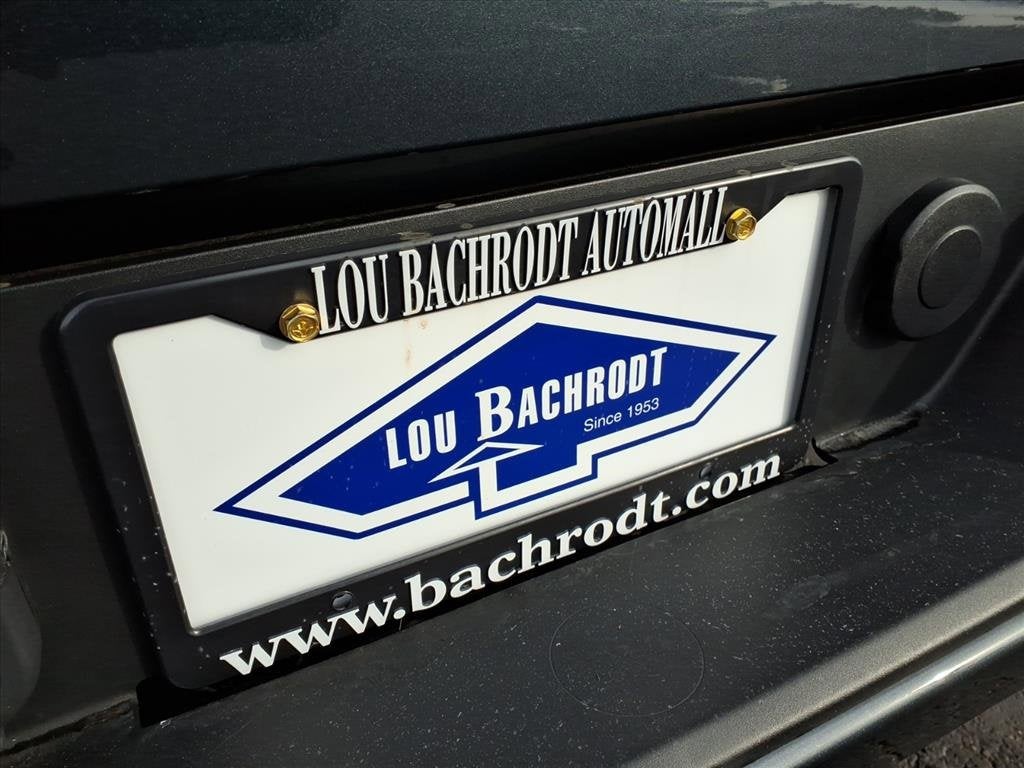 LOU BACHRODT AUTOMALL
LOU BACHRODT
Since 1953
www.bachrodt.com